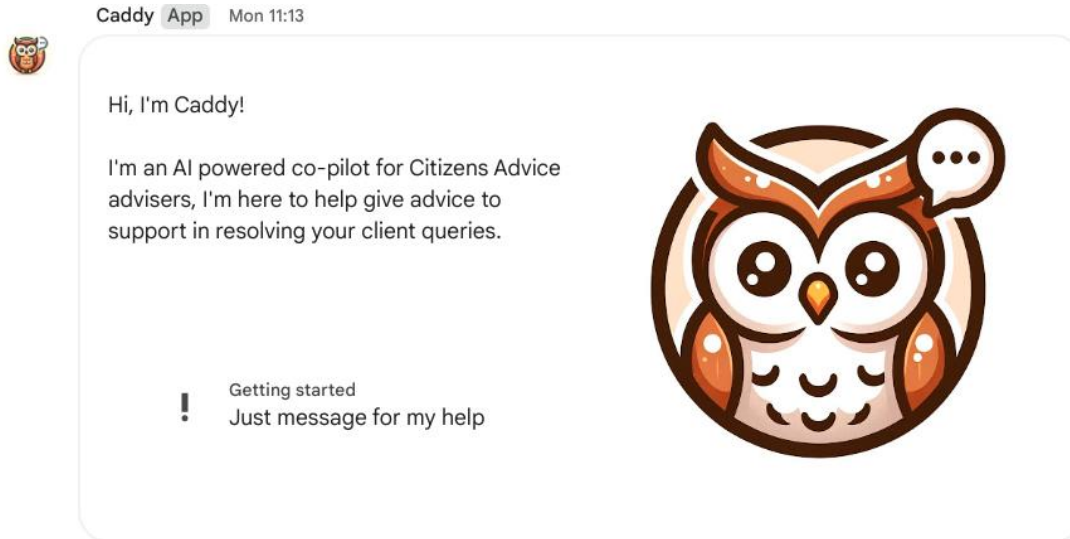 Caddy App Mon 11:13
Hi, I'm Caddy!
I'm an AI powered co-pilot for Citizens Advice
advisers, I'm here to help give advice to
support in resolving your client queries.
Getting started
Just message for my help